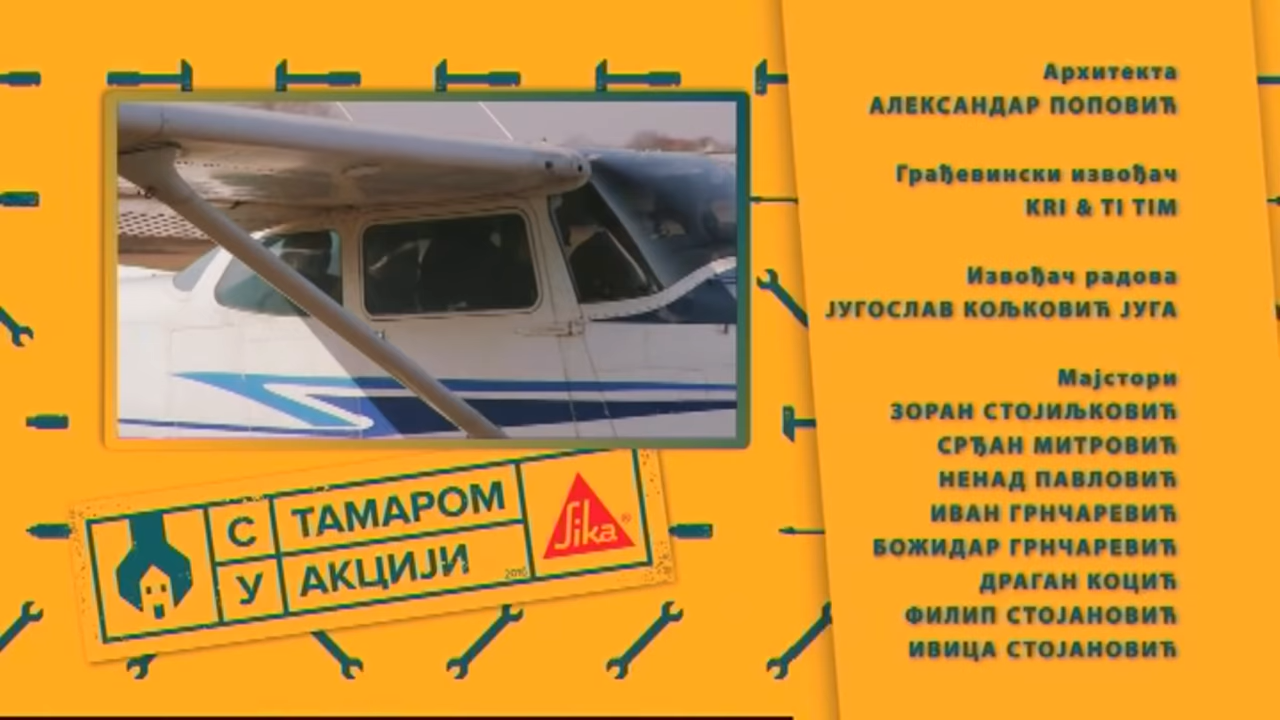 Архитекта
АЛЕКСАНДАР ПОПОВИЋ
Грађевински извођач
KRI & TI TIM
Извођач радова
ЈУГОСЛАВ КОЉКОВИЋ ЈУГА
Мајстори
ЗОРАН СТОЈИЉКОВИЋ
СРЂАН МИТРОВИЋ
НЕНАД ПАВЛОВИЋ
ИВАН ГРНЧАРЕВИЋ
БОЖИДАР ГРНЧАРЕВИЋ
ДРАГАН КОЦИЋ
ФИЛИП СТОЈАНОВИЋ
ИВИЦА СТОЈАНОВИЋ
С ТАМАРОМ
У АКЦИЈИ
Sika®